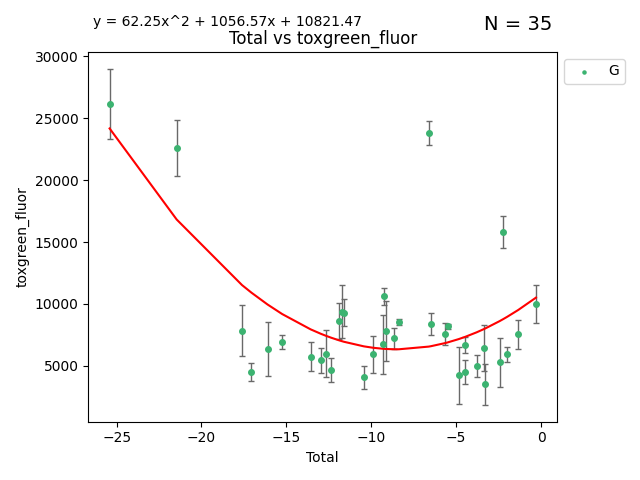 y = 62.25x^2 + 1056.57x + 10821.47
N = 35
Total vs toxgreen_fluor
G
30000
25000
20000
15000
10000
5000
toxgreen_fluor
−25 −20 −15 −10 −5 0
Total